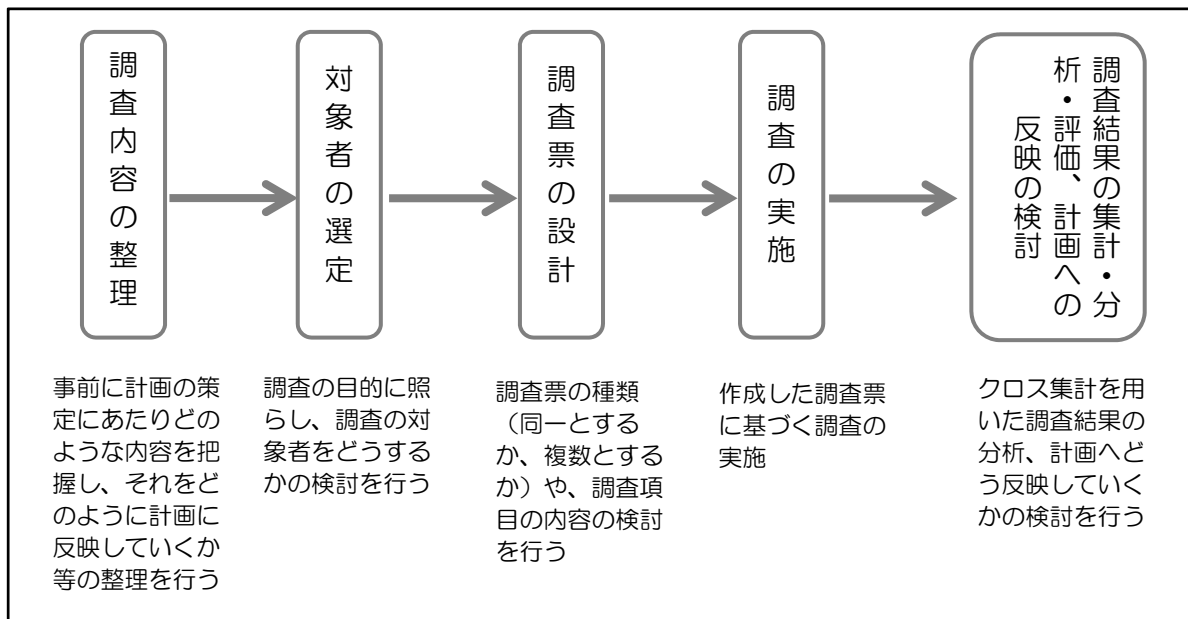 調査内容の整理
対象者の選定
調査票の設計
調査の実施
調査結果の集計・分
析・評価、計画への
反映の検討
事前に計画の策
定にあたりどの
ような内容を把
握し、それをど
のように計画に
反映していくか
等の整理を行う
調査の目的に照
らし、調査の対
象者をどうする
かの検討を行う
調査票の種類
（同一とする
か、複数とする
か）や、調査項
目の内容の検討
を行う
作成した調査票
に基づく調査の
実施
クロス集計を用
いた調査結果の
分析、計画へど
う反映していく
かの検討を行う